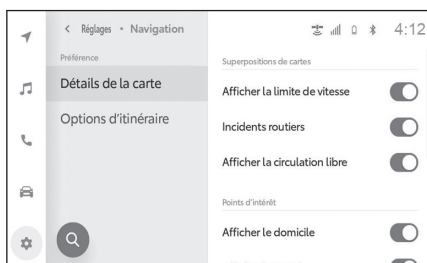 Réglages • Navigation
4:12
Préférence
Détails de la carte
Options d'itinéraire
Superpositions de cartes
Afficher la limite de vitesse
Incidents routiers
Afficher la circulation libre
Points d'intérêt
Afficher le domicile